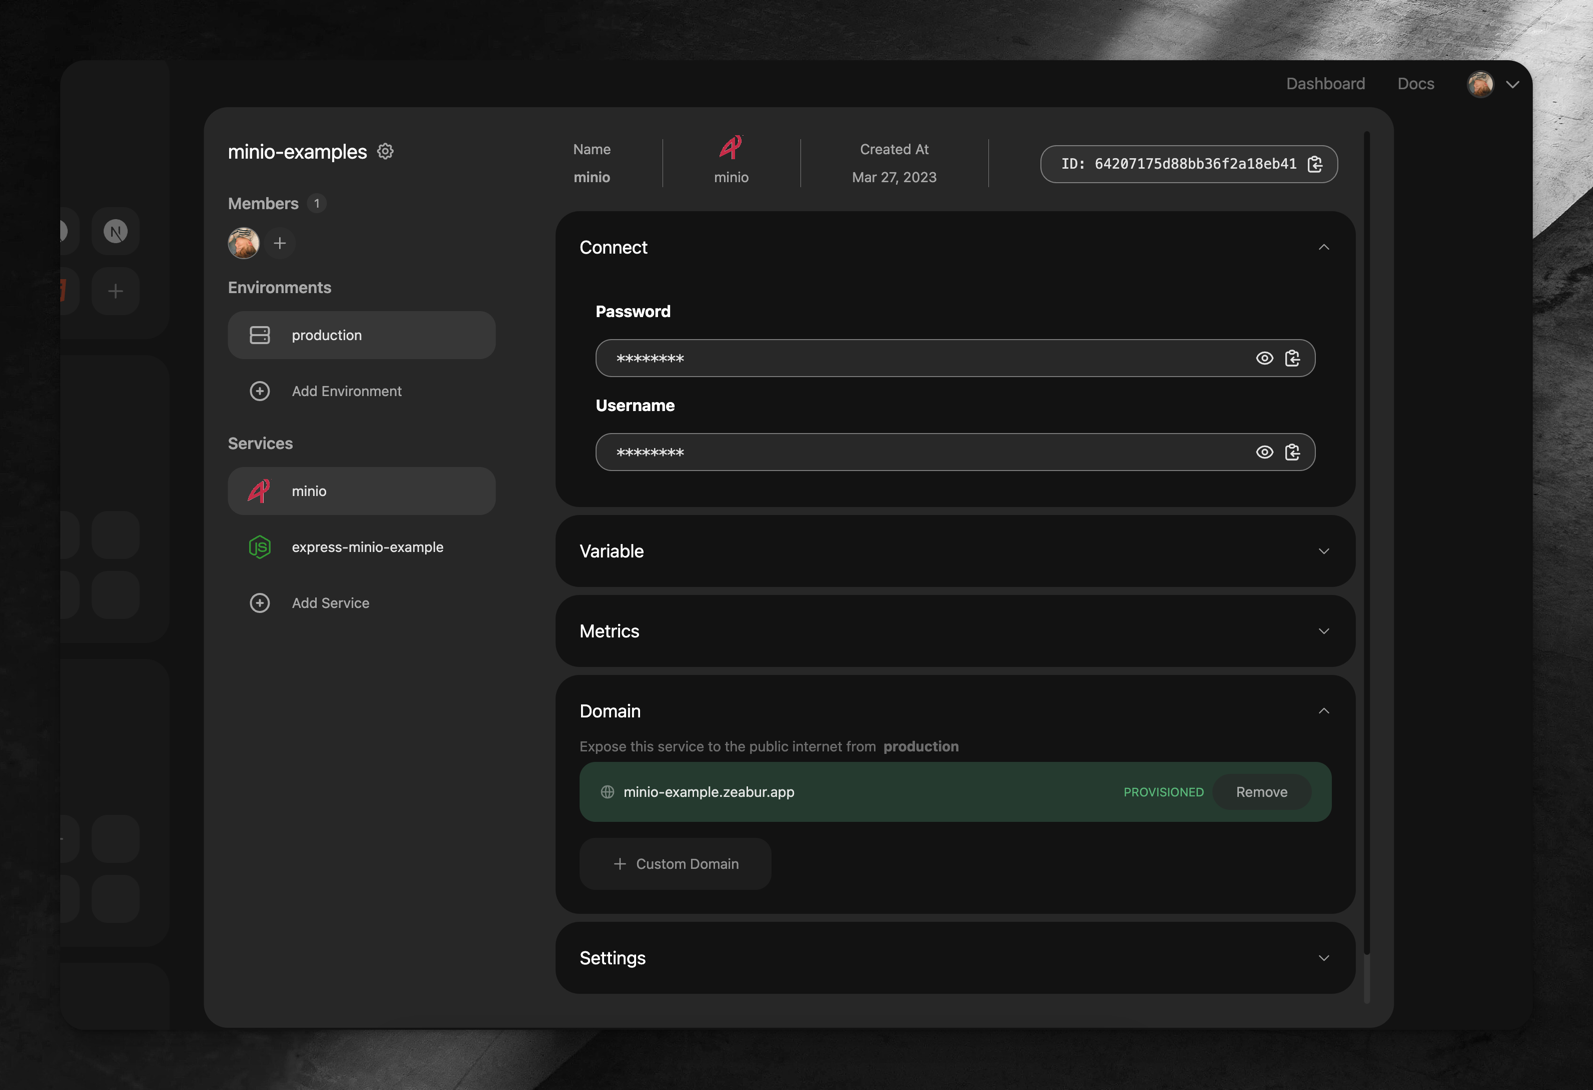 Dashboard
Docs
minio-examples
Members 1
Environments
production
Add Environment
Services
minio
express-minio-example
Add Service
Name
minio
minio
Created At
Mar 27, 2023
ID: 64207175d88bb36f2a18eb41
Connect
Password
********
Username
********
Variable
Metrics
Domain
Expose this service to the public internet from production
minio-example.zeabur.app
PROVISIONED
Remove
Custom Domain
Settings
N
JS